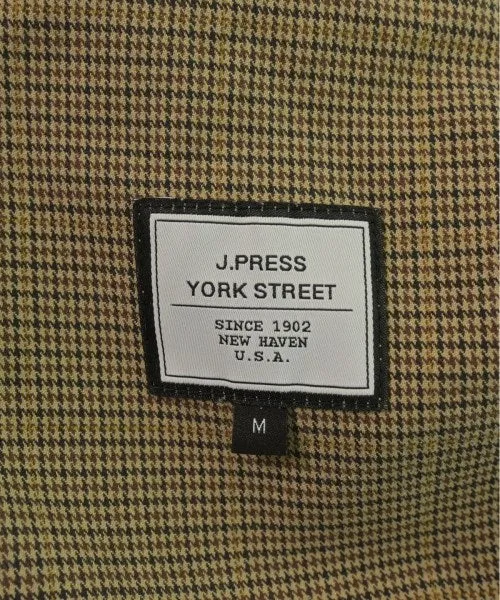 J.PRESS
YORK STREET
SINCE 1902
NEW HAVEN
U.S.A.
M